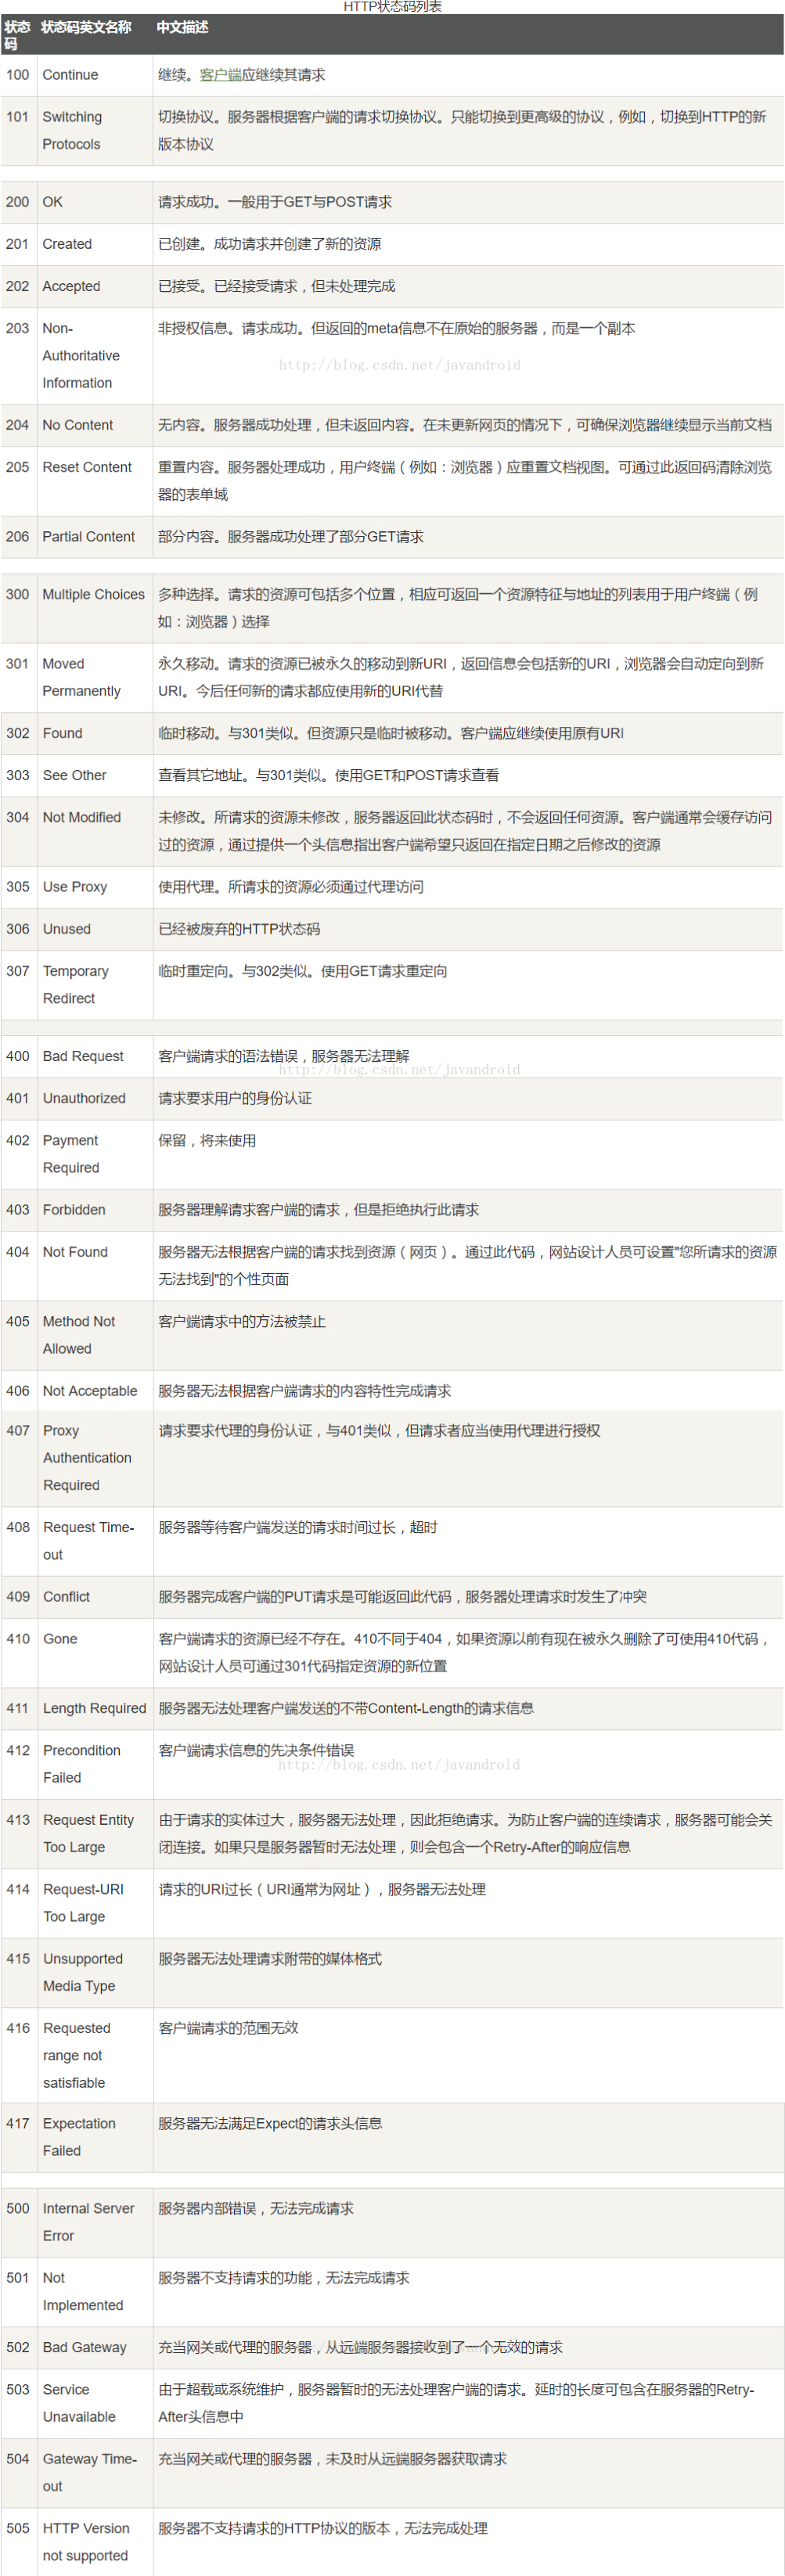 HTTP状态码列表
状态码 状态码英文名称 中文描述
100 Continue 继续。客户端应继续其请求
101 Switching Protocols 切换协议。服务器根据客户端的请求切换协议。只能切换到更高级的协议，例如，切换到HTTP的新
版本协议
200 OK 请求成功。一般用于GET与POST请求
201 Created 已创建。成功请求并创建了新的资源
202 Accepted 已接受。已经接受请求，但未处理完成
203 Non-Authoritative Information 非授权信息。请求成功。但返回的meta信息不在原始的服务器，而是一个副本
http://blog.csdn.net/javandroid
204 No Content 无内容。服务器成功处理，但未返回内容。在未更新网页的情况下，可确保浏览器继续显示当前文档
205 Reset Content 重置内容。服务器处理成功，用户终端（例如：浏览器）应重置文档视图。可通过此返回码清除浏览
器的表单域
206 Partial Content 部分内容。服务器成功处理了部分GET请求
300 Multiple Choices 多种选择。请求的资源可包括多个位置，相应可返回一个资源特征与地址的列表用于用户终端（例
如：浏览器）选择
301 Moved Permanently 永久移动。请求的资源已被永久的移动到新URI，返回信息会包括新的URI，浏览器会自动定向到新
URI。今后任何新的请求都应使用新的URI代替
302 Found 临时移动。与301类似。但资源只是临时被移动。客户端应继续使用原有URI
303 See Other 查看其它地址。与301类似。使用GET和POST请求查看
304 Not Modified 未修改。所请求的资源未修改，服务器返回此状态码时，不会返回任何资源。客户端通常会缓存访问
过的资源，通过提供一个头信息指出客户端希望只返回在指定日期之后修改的资源
305 Use Proxy 使用代理。所请求的资源必须通过代理访问
306 Unused 已经被废弃的HTTP状态码
307 Temporary Redirect 临时重定向。与302类似。使用GET请求重定向
400 Bad Request 客户端请求的语法错误，服务器无法理解
http://blog.csdn.net/javandroid
401 Unauthorized 请求要求用户的身份认证
402 Payment Required 保留，将来使用
403 Forbidden 服务器理解请求客户端的请求，但是拒绝执行此请求
404 Not Found 服务器无法根据客户端的请求找到资源（网页）。通过此代码，网站设计人员可设置"您所请求的资源
无法找到"的个性页面
405 Method Not Allowed 客户端请求中的方法被禁止
406 Not Acceptable 服务器无法根据客户端请求的内容特性完成请求
407 Proxy Authentication Required 请求要求代理的身份认证，与401类似，但请求者应当使用代理进行授权
408 Request Time-out 服务器等待客户端发送的请求时间过长，超时
409 Conflict 服务器完成客户端的PUT请求是可能返回此代码，服务器处理请求时发生了冲突
410 Gone 客户端请求的资源已经不存在。410不同于404，如果资源以前有现在被永久删除了可使用410代码，
网站设计人员可通过301代码指定资源的新位置
411 Length Required 服务器无法处理客户端发送的不带Content-Length的请求信息
412 Precondition Failed 客户端请求信息的先决条件错误
http://blog.csdn.net/javandroid
413 Request Entity Too Large 由于请求的实体过大，服务器无法处理，因此拒绝请求。为防止客户端的连续请求，服务器可能会关
闭连接。如果只是服务器暂时无法处理，则会包含一个Retry-After的响应信息
414 Request-URI Too Large 请求的URI过长（URI通常为网址），服务器无法处理
415 Unsupported Media Type 服务器无法处理请求附带的媒体格式
416 Requested range not satisfiable 客户端请求的范围无效
417 Expectation Failed 服务器无法满足Expect的请求头信息
500 Internal Server Error 服务器内部错误，无法完成请求
501 Not Implemented 服务器不支持请求的功能，无法完成请求
502 Bad Gateway 充当网关或代理的服务器，从远端服务器接收到了一个无效的请求
503 Service Unavailable 由于超载或系统维护，服务器暂时的无法处理客户端的请求。延时的长度可包含在服务器的Retry-
After头信息中
504 Gateway Time-out 充当网关或代理的服务器，未及时从远端服务器获取请求
505 HTTP Version not supported 服务器不支持请求的HTTP协议的版本，无法完成处理